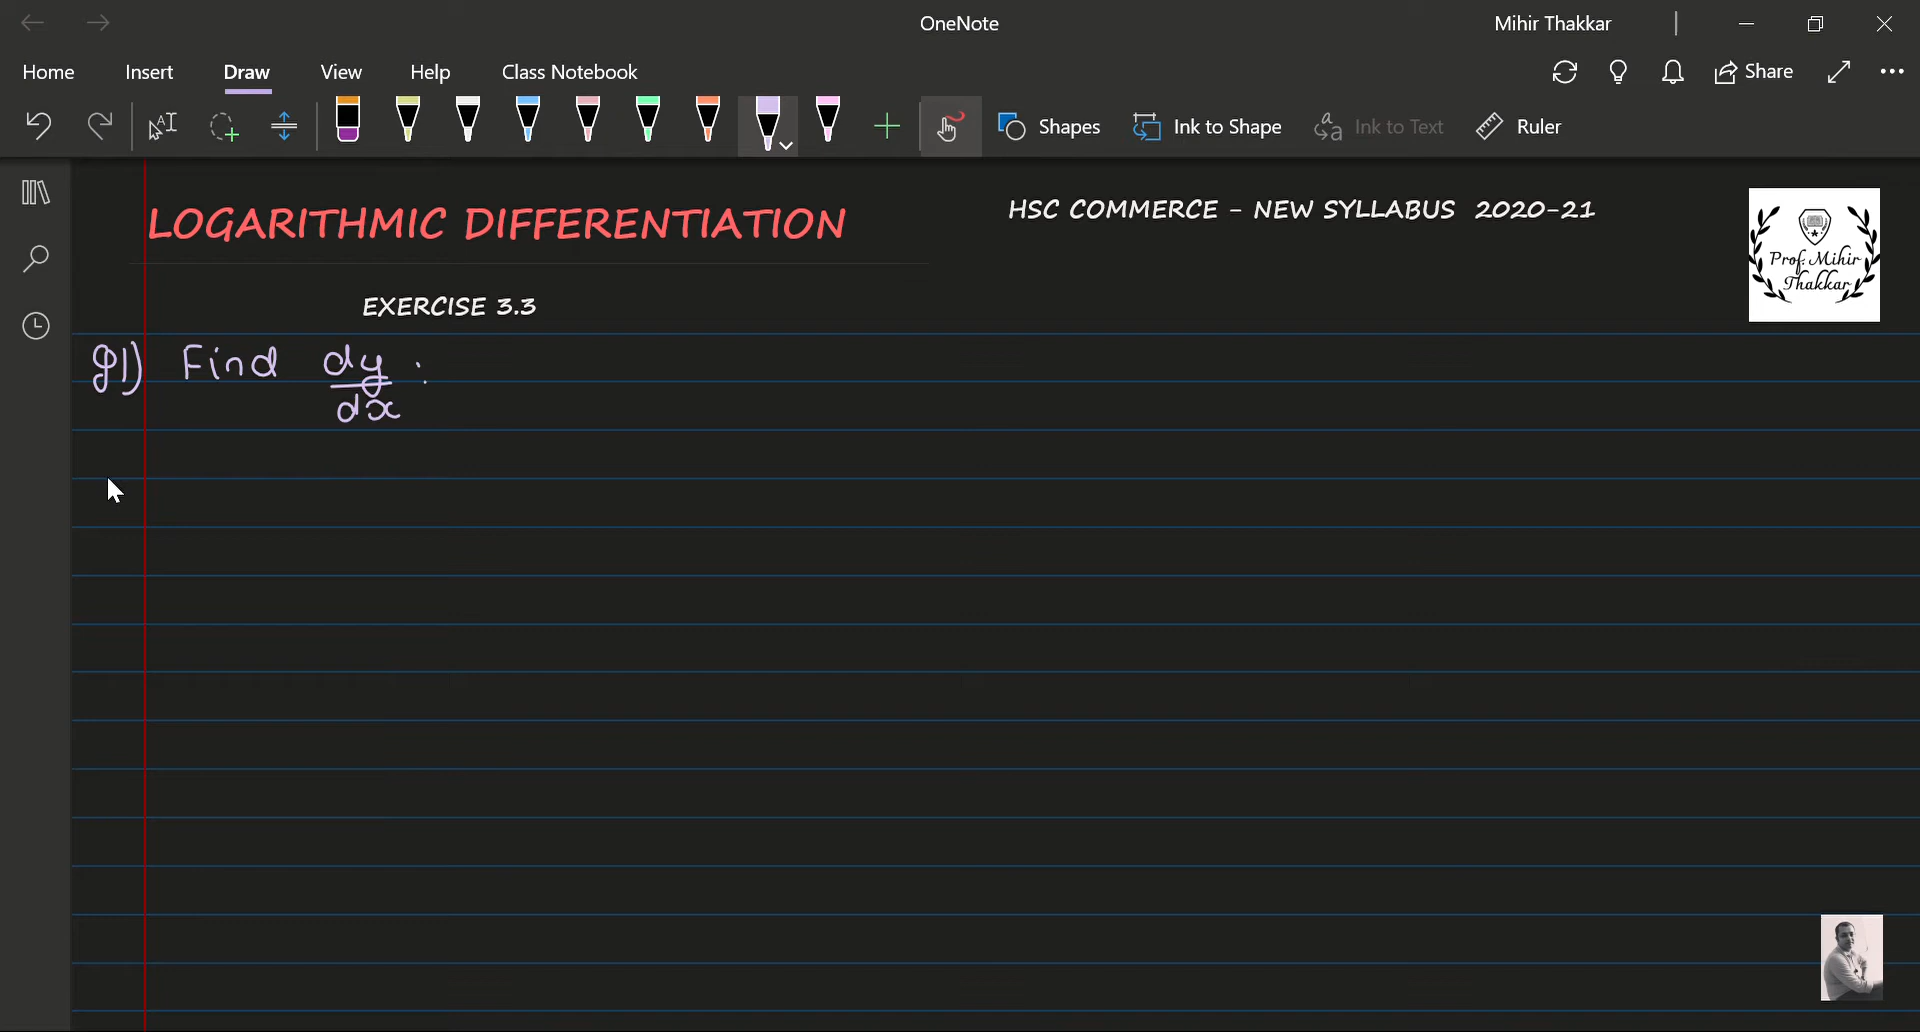 OneNote
Mihir Thakkar
Home Insert Draw View Help Class Notebook
Share
Shapes Ink to Shape Ink to Text Ruler
LOGARITHMIC DIFFERENTIATION
HSC COMMERCE - NEW SYLLABUS 2020-21
Prof. Mihir
Thakkar
EXERCISE 3.3
Q1) Find dy/dx :